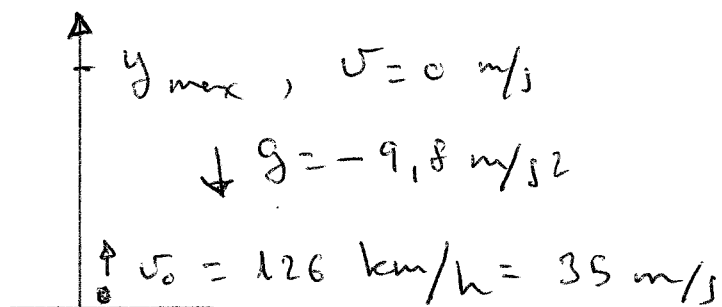 y max, v = 0 m/s
↓ g = -9,8 m/s2
v₀ = 126 km/h = 35 m/s